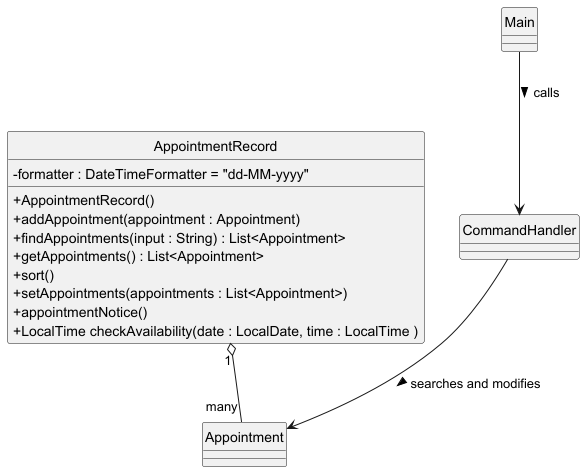 Main
calls
AppointmentRecord
-formatter : DateTimeFormatter = "dd-MM-yyyy"
+AppointmentRecord()
+addAppointment(appointment : Appointment)
+findAppointments(input : String) : List<Appointment>
+getAppointments() : List<Appointment>
+sort()
+setAppointments(appointments : List<Appointment>)
+appointmentNotice()
+LocalTime checkAvailability(date : LocalDate, time : LocalTime )
CommandHandler
1
searches and modifies
many
Appointment